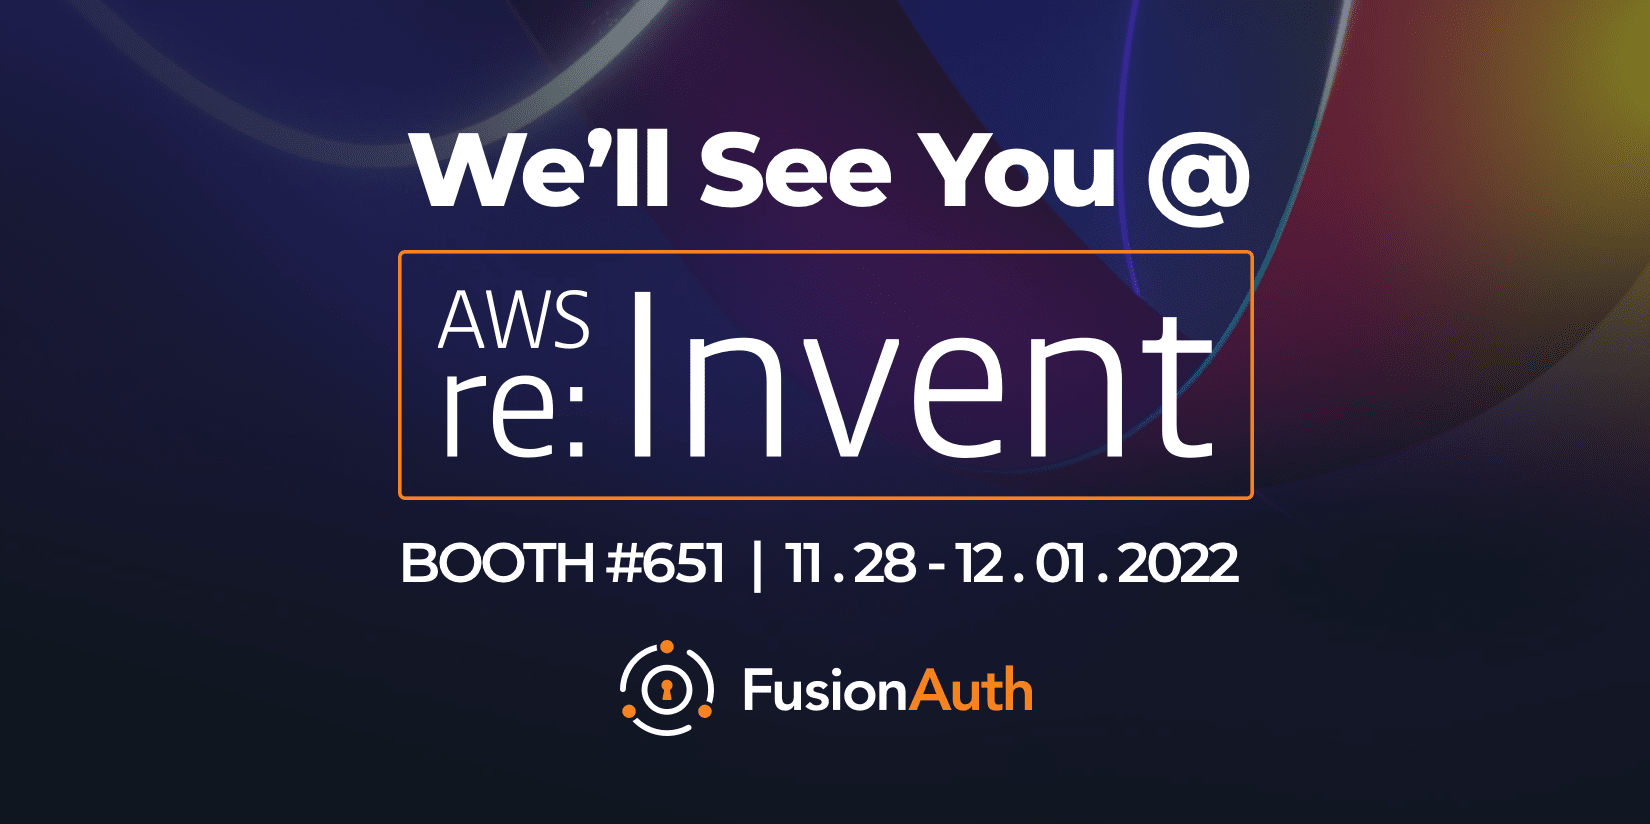 We’ll See You @
AWS
re: Invent
BOOTH #651 | 11 . 28 - 12 . 01 . 2022
FusionAuth